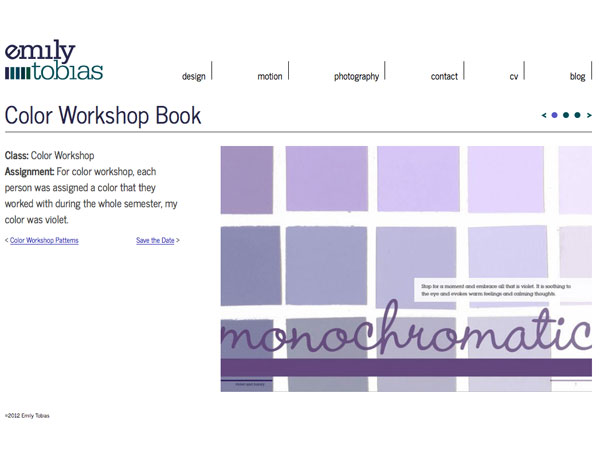 emily
tobias
design
motion
photography
contact
cv
blog
Color Workshop Book
<
>
Class: Color Workshop
Assignment: For color workshop, each
person was assigned a color that they
worked with during the whole semester, my
color was violet.
< Color Workshop Patterns
Save the Date >
Stop for a moment and embrace all that is violet. It is soothing to
the eye and evokes warm feelings and calming thoughts.
monochromatic
©2012 Emily Tobias